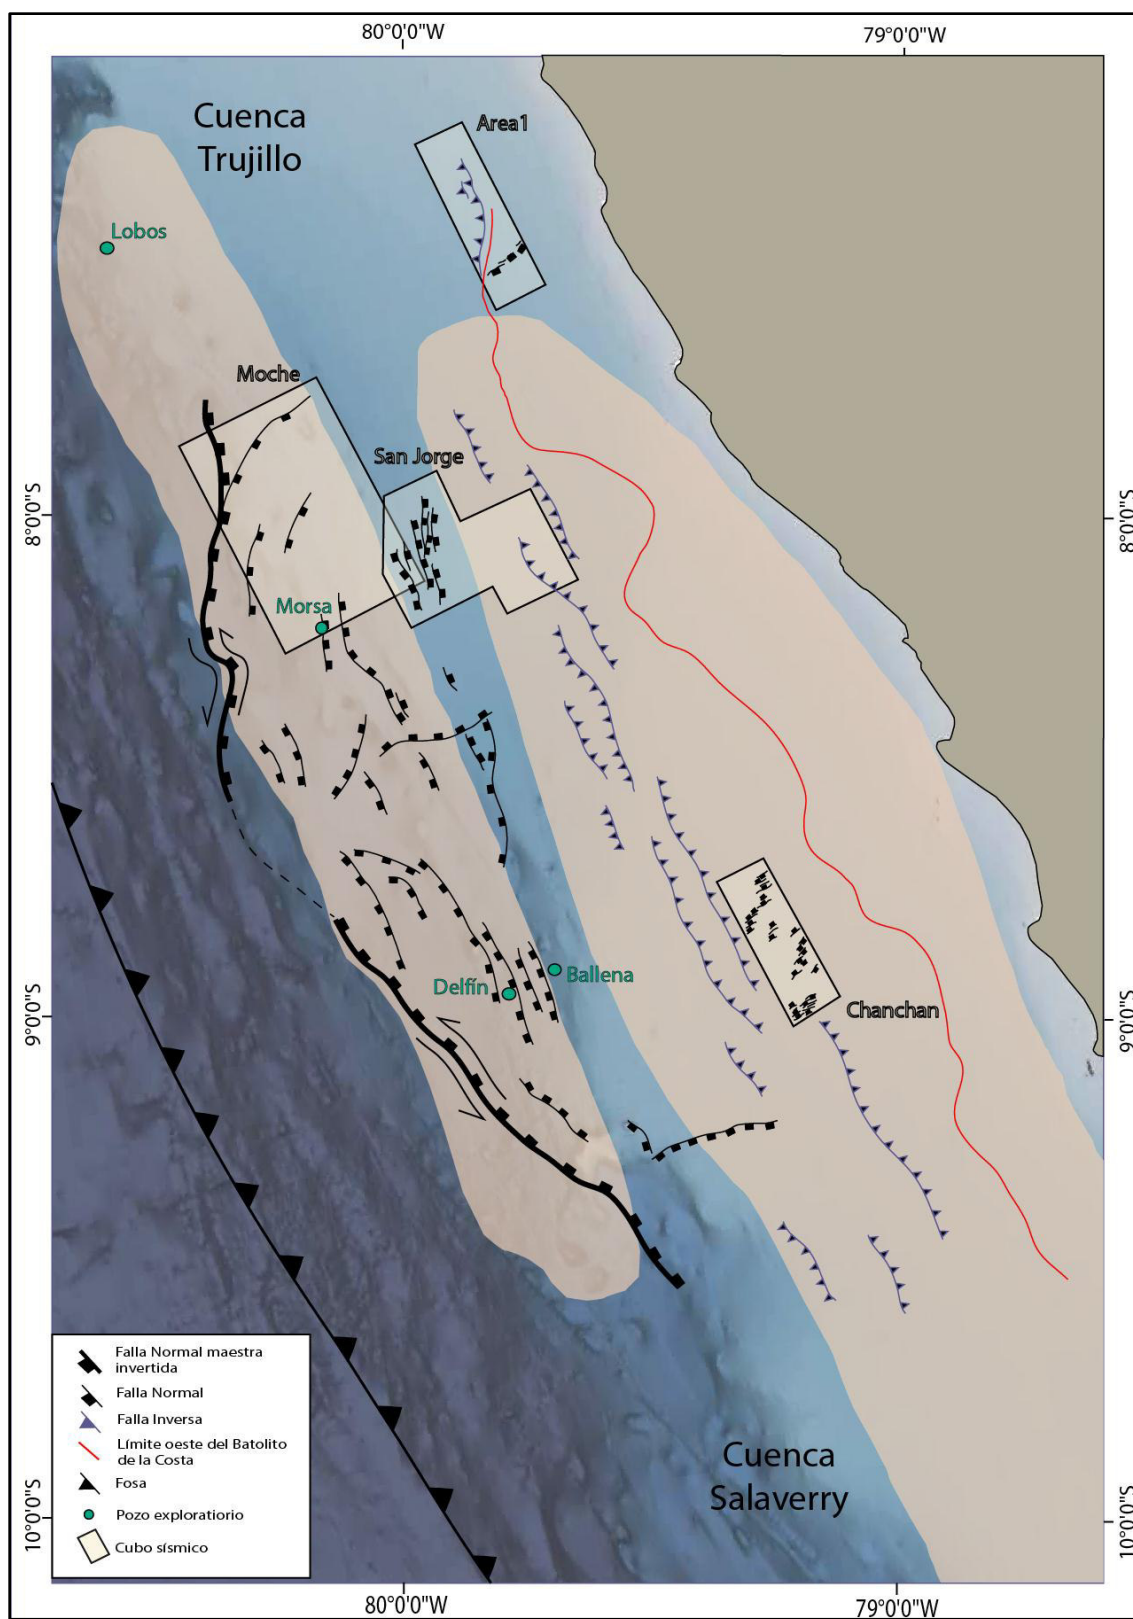 80°0'0"W
79°0'0"W
Cuenca
Trujillo
Area1
Lobos
Moche
San Jorge
8°0'0"S
8°0'0"S
Morsa
Delfín
Ballena
Chanchan
9°0'0"S
9°0'0"S
Falla Normal maestra
invertida
Falla Normal
Falla Inversa
Límite oeste del Batolito
de la Costa
Fosa
Pozo exploratiorio
Cubo sísmico
Cuenca
Salaverry
10°0'0"S
10°0'0"S
80°0'0"W
79°0'0"W